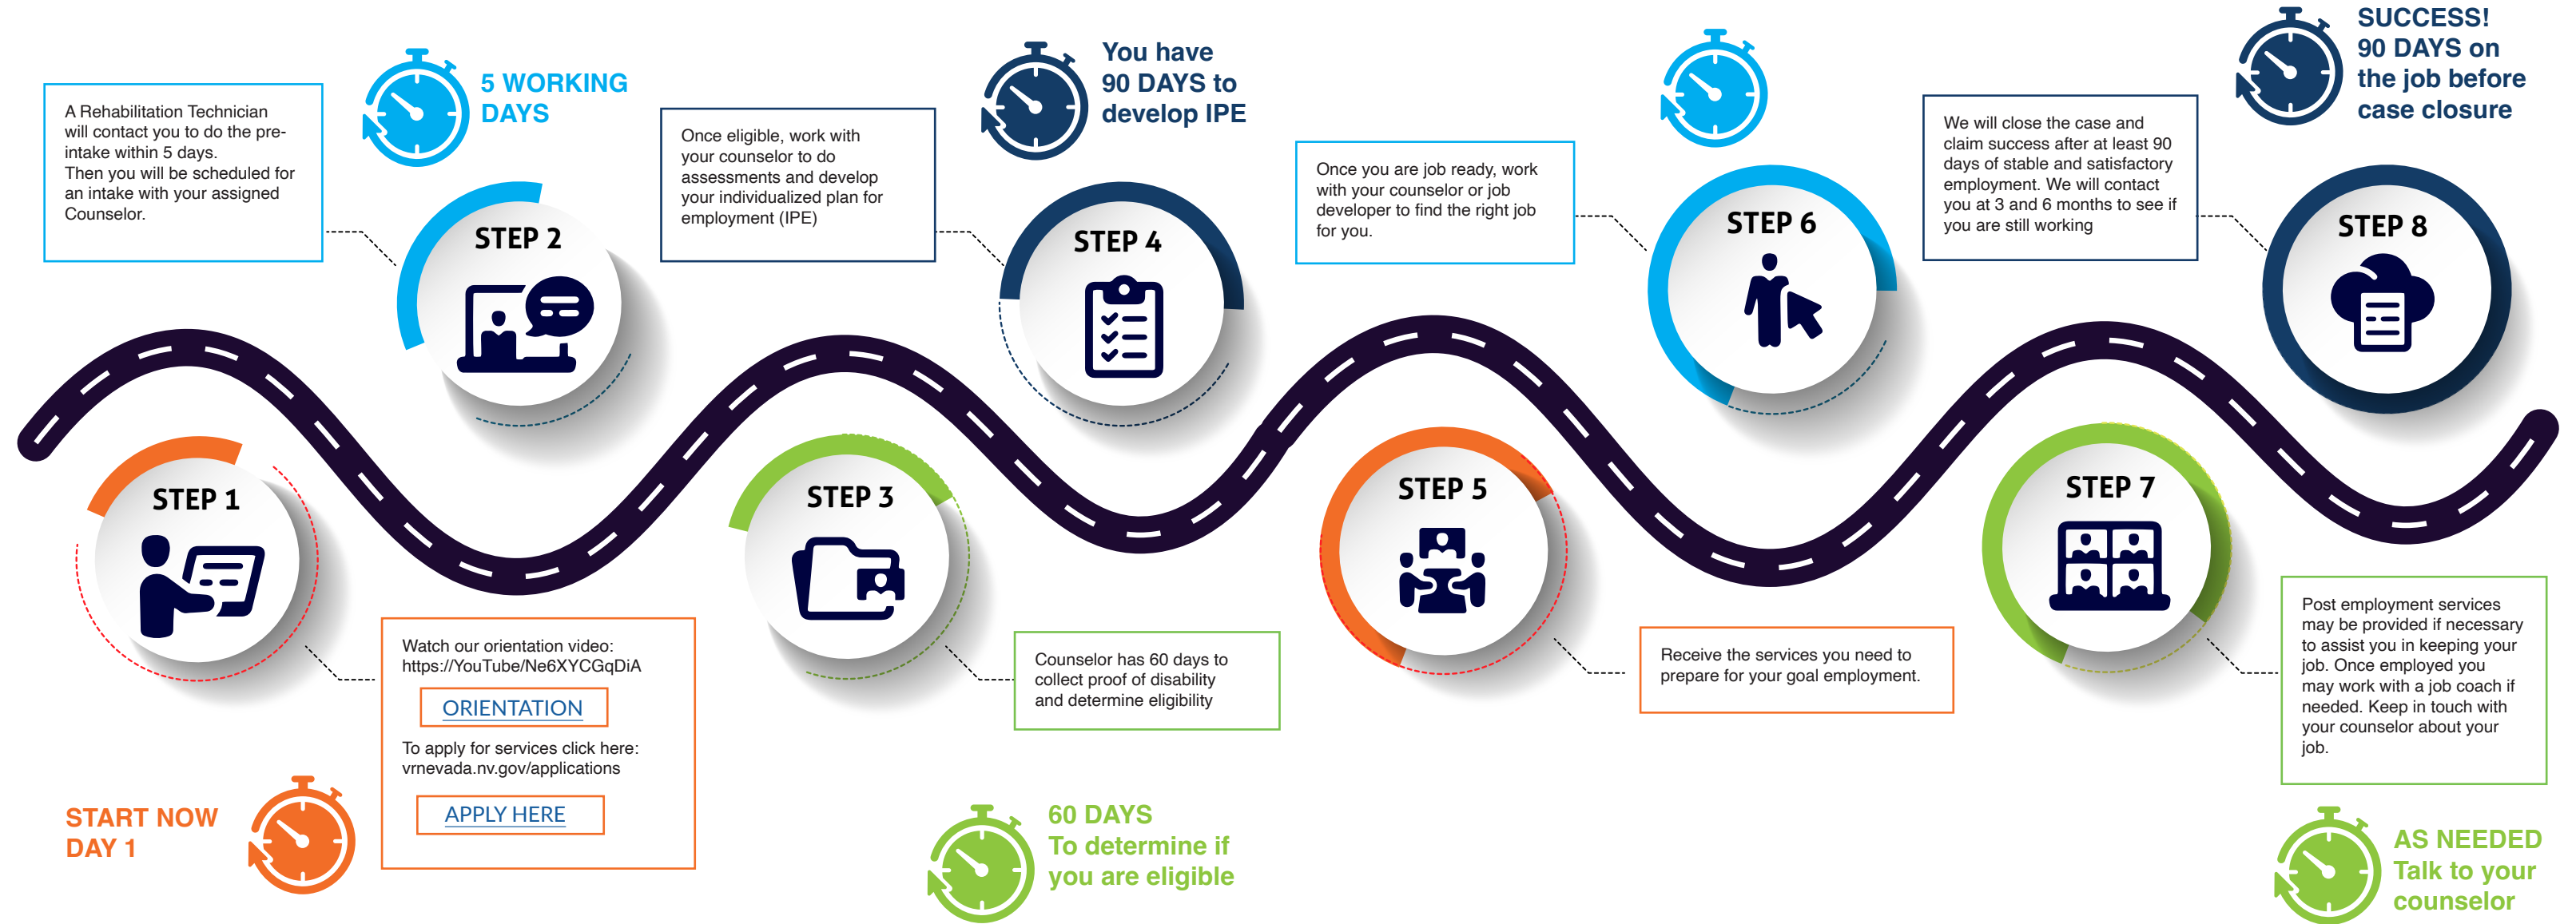 START NOW
DAY 1
STEP 1
Watch our orientation video:
https://YouTube/Ne6XYCGqDiA
ORIENTATION
To apply for services click here:
vrnevada.nv.gov/applications
APPLY HERE
5 WORKING
DAYS
STEP 2
A Rehabilitation Technician
will contact you to do the pre-
intake within 5 days.
Then you will be scheduled for
an intake with your assigned
Counselor.
60 DAYS
To determine if
you are eligible
STEP 3
Counselor has 60 days to
collect proof of disability
and determine eligibility
You have
90 DAYS to
develop IPE
STEP 4
Once eligible, work with
your counselor to do
assessments and develop
your individualized plan for
employment (IPE)
STEP 5
Receive the services you need to
prepare for your goal employment.
STEP 6
Once you are job ready, work
with your counselor or job
developer to find the right job
for you.
STEP 7
Post employment services
may be provided if necessary
to assist you in keeping your
job. Once employed you
may work with a job coach if
needed. Keep in touch with
your counselor about your
job.
AS NEEDED
Talk to your
counselor
SUCCESS!
90 DAYS on
the job before
case closure
STEP 8
We will close the case and
claim success after at least 90
days of stable and satisfactory
employment. We will contact
you at 3 and 6 months to see if
you are still working